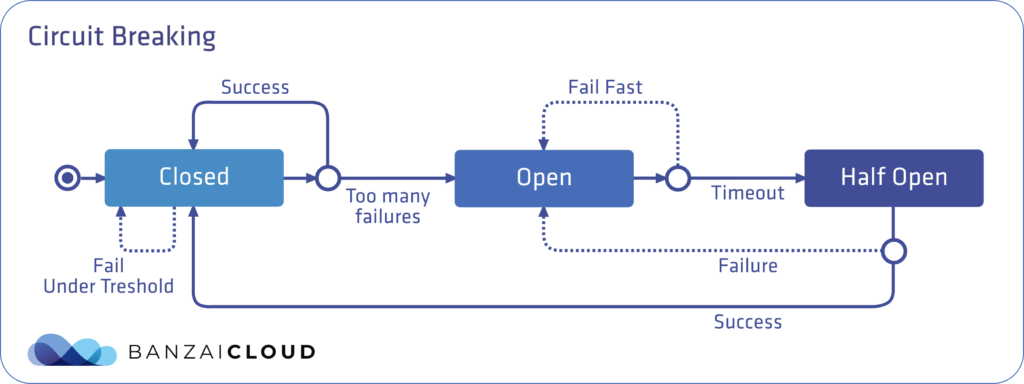 Circuit Breaking
Success
Fail Fast
Closed
Open
Half Open
Too many
failures
Timeout
Fail
Under Treshold
Failure
Success
BANZAICLOUD